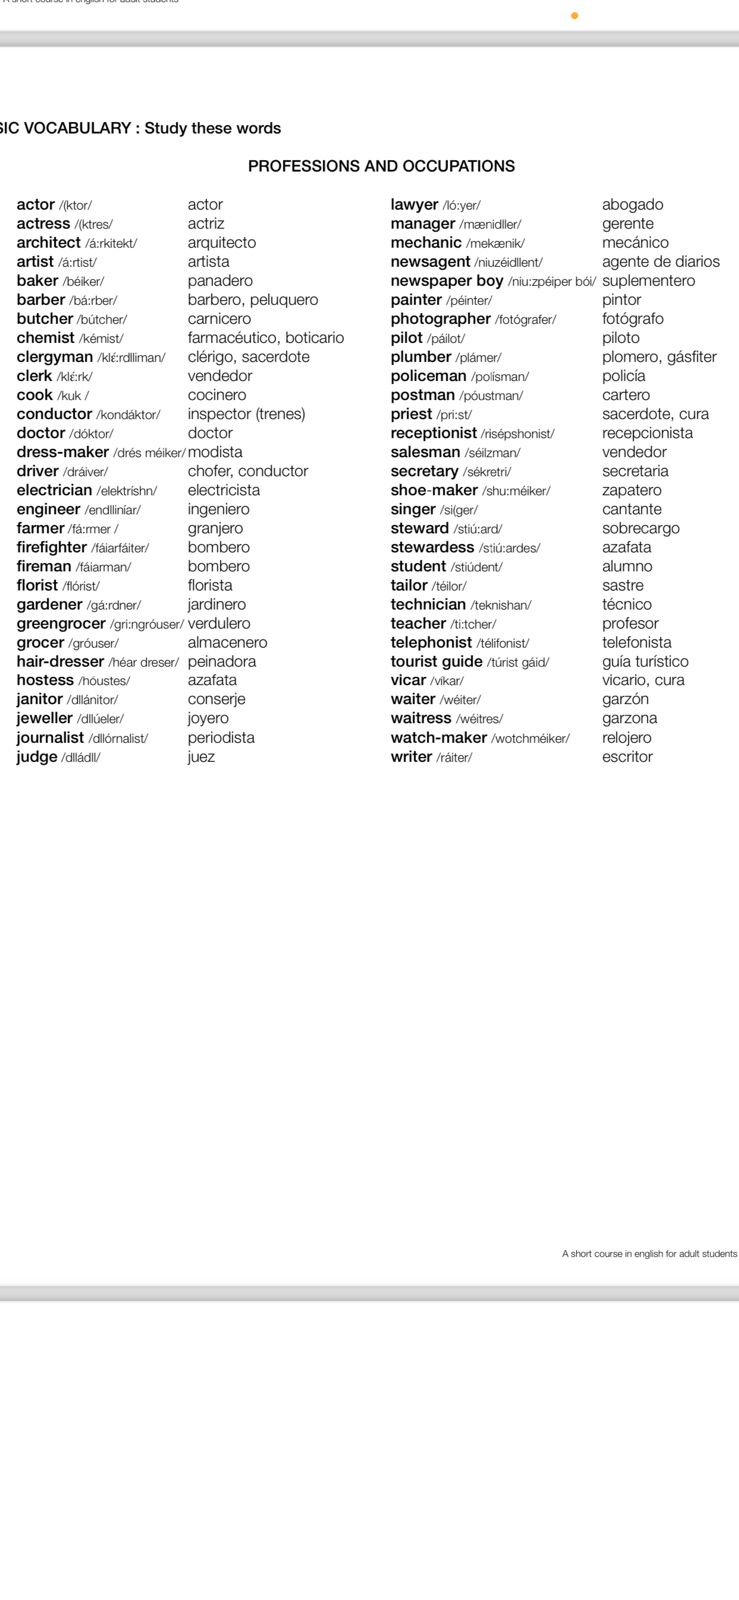 A short course in english for adult students
SIC VOCABULARY : Study these words
PROFESSIONS AND OCCUPATIONS
actor /(ktor/ actor
actress /(ktres/ actriz
architect /á:rkitekt/ arquitecto
artist /á:rtist/ artista
baker /béiker/ panadero
barber /bá:rber/ barbero, peluquero
butcher /bútcher/ carnicero
chemist /kémist/ farmacéutico, boticario
clergyman /klέ:rdlliman/ clérigo, sacerdote
clerk /klέ:rk/ vendedor
cook /kuk / cocinero
conductor /kondáktor/ inspector (trenes)
doctor /dóktor/ doctor
dress-maker /drés méiker/ modista
driver /dráiver/ chofer, conductor
electrician /elektríshn/ electricista
engineer /endlliníar/ ingeniero
farmer /fá:rmer / granjero
firefighter /fáiarfáiter/ bombero
fireman /fáiarman/ bombero
florist /flórist/ florista
gardener /gá:rdner/ jardinero
greengrocer /gri:ngróuser/ verdulero
grocer /gróuser/ almacenero
hair-dresser /héar dreser/ peinadora
hostess /hóustes/ azafata
janitor /dllánitor/ conserje
jeweller /dllúeler/ joyero
journalist /dllórnalist/ periodista
judge /dlládll/ juez
lawyer /ló:yer/ abogado
manager /mænidller/ gerente
mechanic /mekænik/ mecánico
newsagent /niuzéidllent/ agente de diarios
newspaper boy /niu:zpéiper bói/ suplementero
painter /péinter/ pintor
photographer /fotógrafer/ fotógrafo
pilot /páilot/ piloto
plumber /plámer/ plomero, gásfiter
policeman /polísman/ policía
postman /póustman/ cartero
priest /pri:st/ sacerdote, cura
receptionist /risépshonist/ recepcionista
salesman /séilzman/ vendedor
secretary /sékretri/ secretaria
shoe-maker /shu:méiker/ zapatero
singer /si(ger/ cantante
steward /stiú:ard/ sobrecargo
stewardess /stiú:ardes/ azafata
student /stiúdent/ alumno
tailor /téilor/ sastre
technician /teknishan/ técnico
teacher /ti:tcher/ profesor
telephonist /télifonist/ telefonista
tourist guide /túrist gáid/ guía turístico
vicar /víkar/ vicario, cura
waiter /wéiter/ garzón
waitress /wéitres/ garzona
watch-maker /wotchméiker/ relojero
writer /ráiter/ escritor
A short course in english for adult students